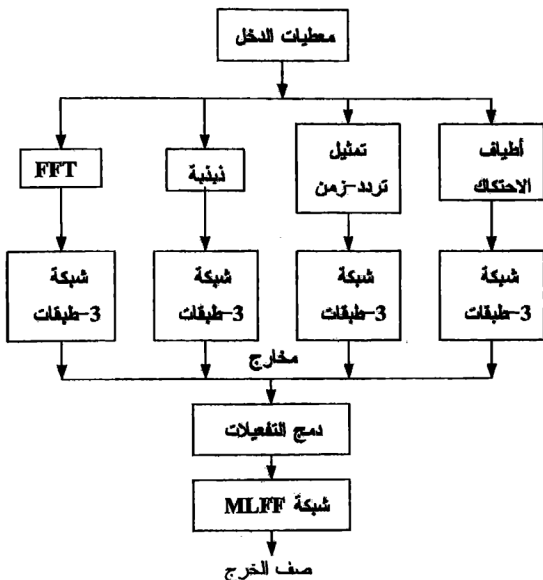 معطيات الدخل
أطياف
الاحتكاك
تمثيل
تردد-زمن
ذبذبة
FFT
شبكة
3-طبقات
شبكة
3-طبقات
شبكة
3-طبقات
شبكة
3-طبقات
مخارج
دمج التفعيلات
شبكة MLFF
صف الخرج